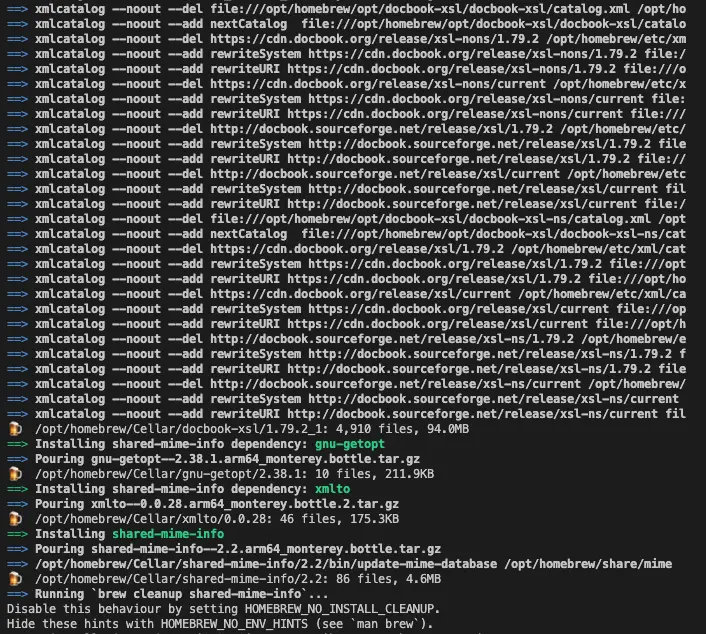 ==> xmlcatalog --noout --del file:///opt/homebrew/opt/docbook-xsl/docbook-xsl/catalog.xml /opt/ho
==> xmlcatalog --noout --add nextCatalog  file:///opt/homebrew/opt/docbook-xsl/docbook-xsl/catalo
==> xmlcatalog --noout --del https://cdn.docbook.org/release/xsl-nons/1.79.2 /opt/homebrew/etc/xm
==> xmlcatalog --noout --add rewriteSystem https://cdn.docbook.org/release/xsl-nons/1.79.2 file:/
==> xmlcatalog --noout --add rewriteURI https://cdn.docbook.org/release/xsl-nons/1.79.2 file:///o
==> xmlcatalog --noout --del https://cdn.docbook.org/release/xsl-nons/current /opt/homebrew/etc/x
==> xmlcatalog --noout --add rewriteSystem https://cdn.docbook.org/release/xsl-nons/current file:
==> xmlcatalog --noout --add rewriteURI https://cdn.docbook.org/release/xsl-nons/current file:///
==> xmlcatalog --noout --del http://docbook.sourceforge.net/release/xsl/1.79.2 /opt/homebrew/etc/
==> xmlcatalog --noout --add rewriteSystem http://docbook.sourceforge.net/release/xsl/1.79.2 file
==> xmlcatalog --noout --add rewriteURI http://docbook.sourceforge.net/release/xsl/1.79.2 file://
==> xmlcatalog --noout --del http://docbook.sourceforge.net/release/xsl/current /opt/homebrew/etc
==> xmlcatalog --noout --add rewriteSystem http://docbook.sourceforge.net/release/xsl/current fil
==> xmlcatalog --noout --add rewriteURI http://docbook.sourceforge.net/release/xsl/current file:/
==> xmlcatalog --noout --del file:///opt/homebrew/opt/docbook-xsl/docbook-xsl-ns/catalog.xml /opt
==> xmlcatalog --noout --add nextCatalog  file:///opt/homebrew/opt/docbook-xsl/docbook-xsl-ns/cat
==> xmlcatalog --noout --del https://cdn.docbook.org/release/xsl/1.79.2 /opt/homebrew/etc/xml/cat
==> xmlcatalog --noout --add rewriteSystem https://cdn.docbook.org/release/xsl/1.79.2 file:///opt
==> xmlcatalog --noout --add rewriteURI https://cdn.docbook.org/release/xsl/1.79.2 file:///opt/ho
==> xmlcatalog --noout --del https://cdn.docbook.org/release/xsl/current /opt/homebrew/etc/xml/ca
==> xmlcatalog --noout --add rewriteSystem https://cdn.docbook.org/release/xsl/current file:///op
==> xmlcatalog --noout --add rewriteURI https://cdn.docbook.org/release/xsl/current file:///opt/h
==> xmlcatalog --noout --del http://docbook.sourceforge.net/release/xsl-ns/1.79.2 /opt/homebrew/e
==> xmlcatalog --noout --add rewriteSystem http://docbook.sourceforge.net/release/xsl-ns/1.79.2 f
==> xmlcatalog --noout --add rewriteURI http://docbook.sourceforge.net/release/xsl-ns/1.79.2 file
==> xmlcatalog --noout --del http://docbook.sourceforge.net/release/xsl-ns/current /opt/homebrew/
==> xmlcatalog --noout --add rewriteSystem http://docbook.sourceforge.net/release/xsl-ns/current
==> xmlcatalog --noout --add rewriteURI http://docbook.sourceforge.net/release/xsl-ns/current fil
🍺 /opt/homebrew/Cellar/docbook-xsl/1.79.2_1: 4,910 files, 94.0MB
==> Installing shared-mime-info dependency: gnu-getopt
==> Pouring gnu-getopt--2.38.1.arm64_monterey.bottle.tar.gz
🍺 /opt/homebrew/Cellar/gnu-getopt/2.38.1: 10 files, 211.9KB
==> Installing shared-mime-info dependency: xmlto
==> Pouring xmlto--0.0.28.arm64_monterey.bottle.2.tar.gz
🍺 /opt/homebrew/Cellar/xmlto/0.0.28: 46 files, 175.3KB
==> Installing shared-mime-info
==> Pouring shared-mime-info--2.2.arm64_monterey.bottle.tar.gz
==> /opt/homebrew/Cellar/shared-mime-info/2.2/bin/update-mime-database /opt/homebrew/share/mime
🍺 /opt/homebrew/Cellar/shared-mime-info/2.2: 86 files, 4.6MB
==> Running `brew cleanup shared-mime-info`...
Disable this behaviour by setting HOMEBREW_NO_INSTALL_CLEANUP.
Hide these hints with HOMEBREW_NO_ENV_HINTS (see `man brew`).